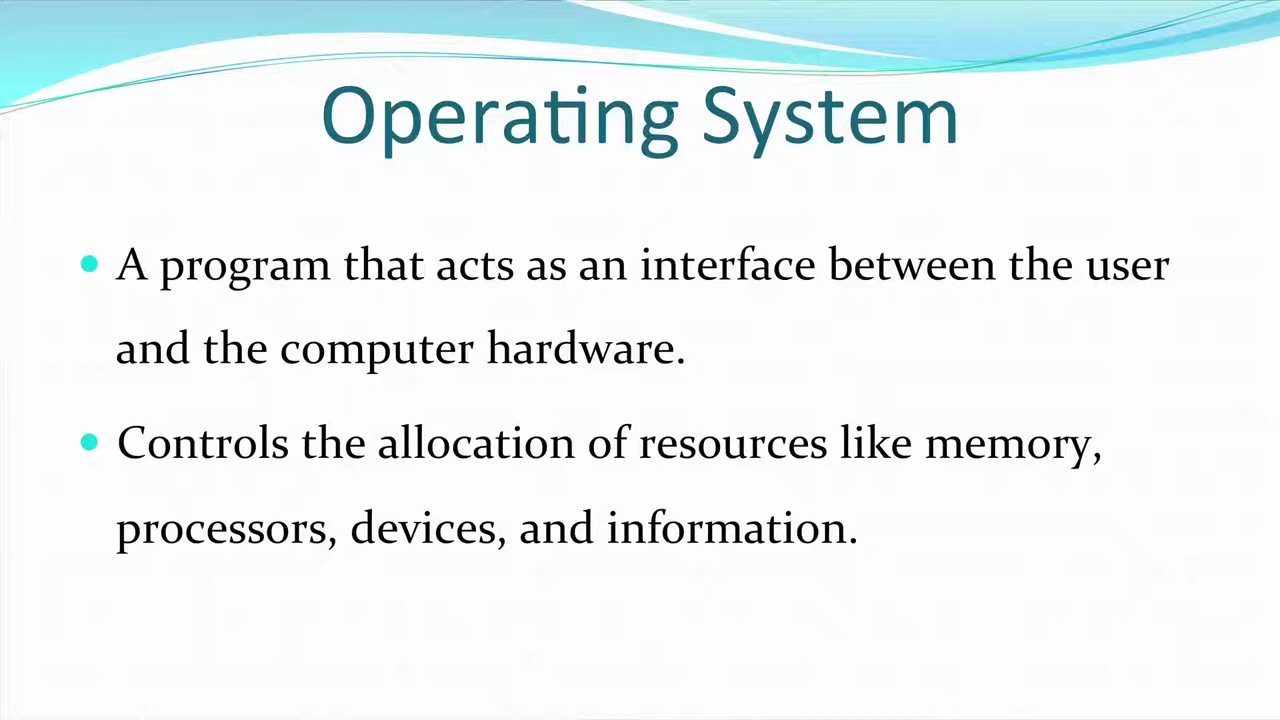 Operating System
A program that acts as an interface between the user
and the computer hardware.
Controls the allocation of resources like memory,
processors, devices, and information.